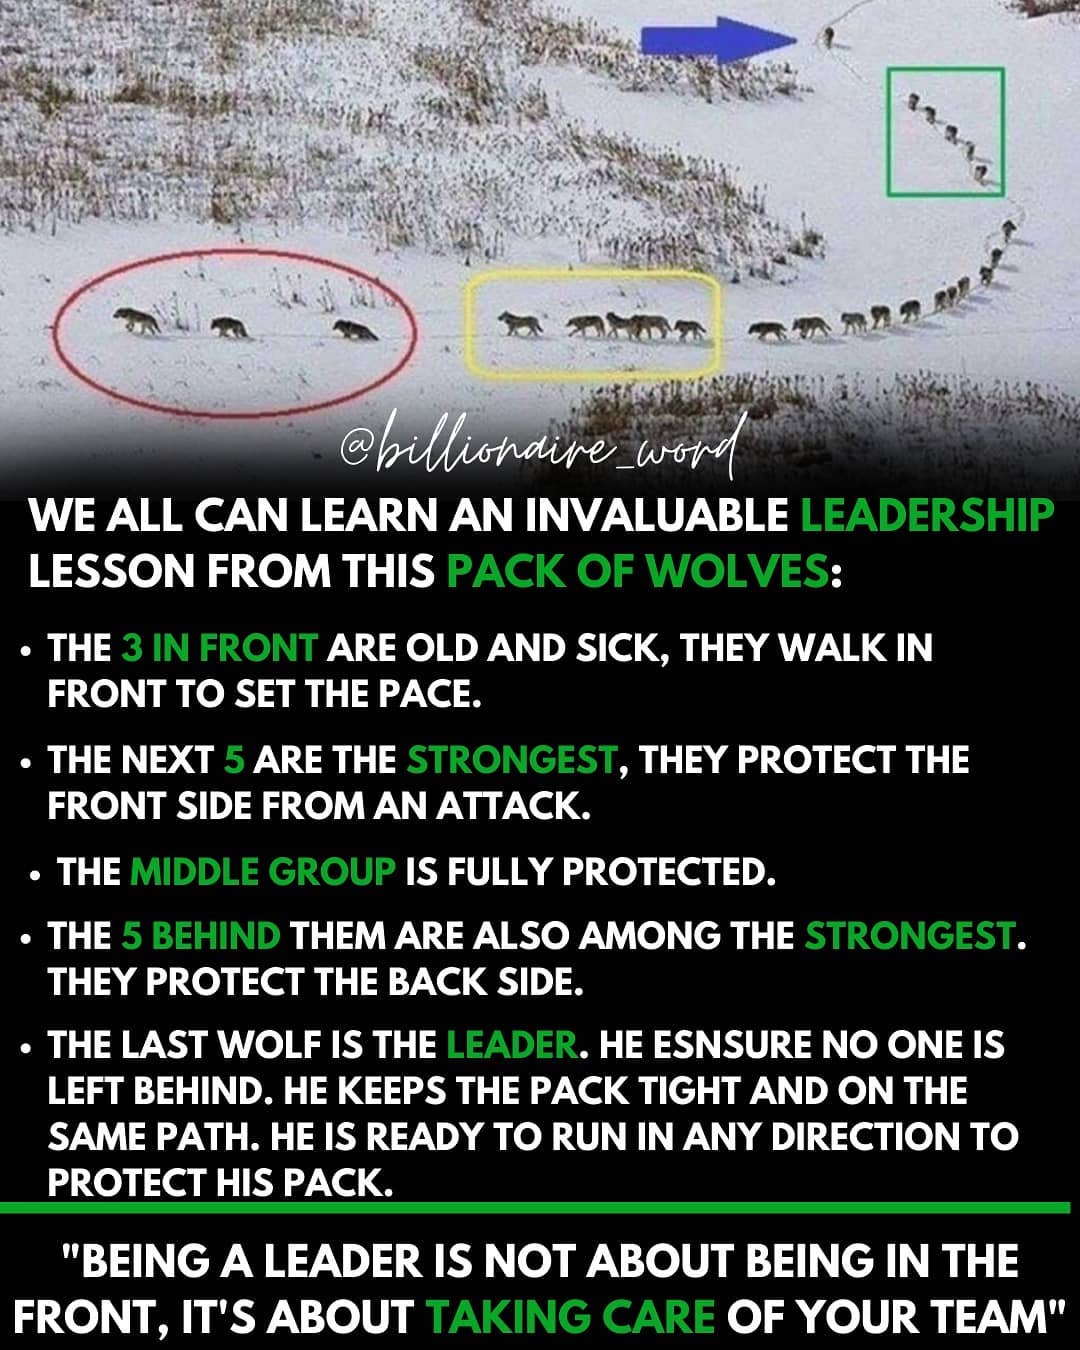 @billionaire_word
WE ALL CAN LEARN AN INVALUABLE LEADERSHIP
LESSON FROM THIS PACK OF WOLVES:
• THE 3 IN FRONT ARE OLD AND SICK, THEY WALK IN
FRONT TO SET THE PACE.
• THE NEXT 5 ARE THE STRONGEST, THEY PROTECT THE
FRONT SIDE FROM AN ATTACK.
• THE MIDDLE GROUP IS FULLY PROTECTED.
• THE 5 BEHIND THEM ARE ALSO AMONG THE STRONGEST.
THEY PROTECT THE BACK SIDE.
• THE LAST WOLF IS THE LEADER. HE ESNSURE NO ONE IS
LEFT BEHIND. HE KEEPS THE PACK TIGHT AND ON THE
SAME PATH. HE IS READY TO RUN IN ANY DIRECTION TO
PROTECT HIS PACK.
"BEING A LEADER IS NOT ABOUT BEING IN THE
FRONT, IT'S ABOUT TAKING CARE OF YOUR TEAM"